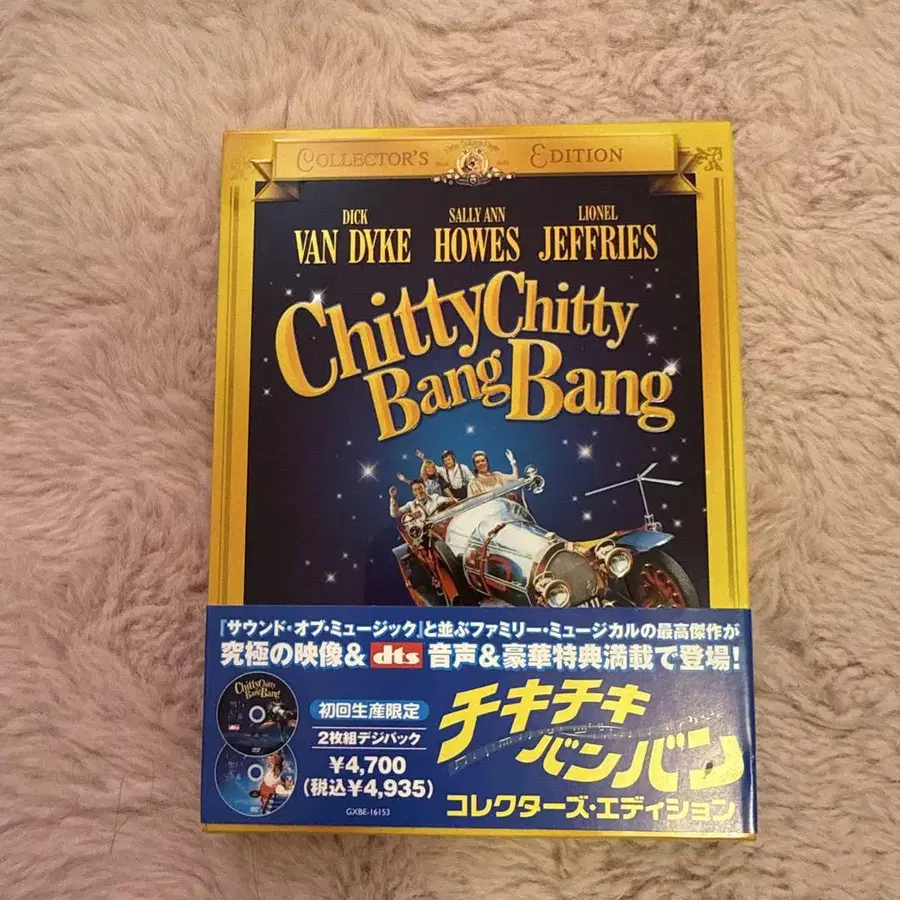 COLLECTOR'S EDITION
DICK VAN DYKE
SALLY ANN HOWES
LIONEL JEFFRIES
Chitty Chitty
Bang Bang
『サウンド・オブ・ミュージック』と並ぶファミリー・ミュージカルの最高傑作が
究極の映像& dts 音声&豪華特典満載で登場!
Chitty Chitty
Bang Bang
初回生産限定
2枚組デジパック
¥4,700
(税込¥4,935)
GXBE-16153
チキチキ
バンバン
コレクターズ・エディション